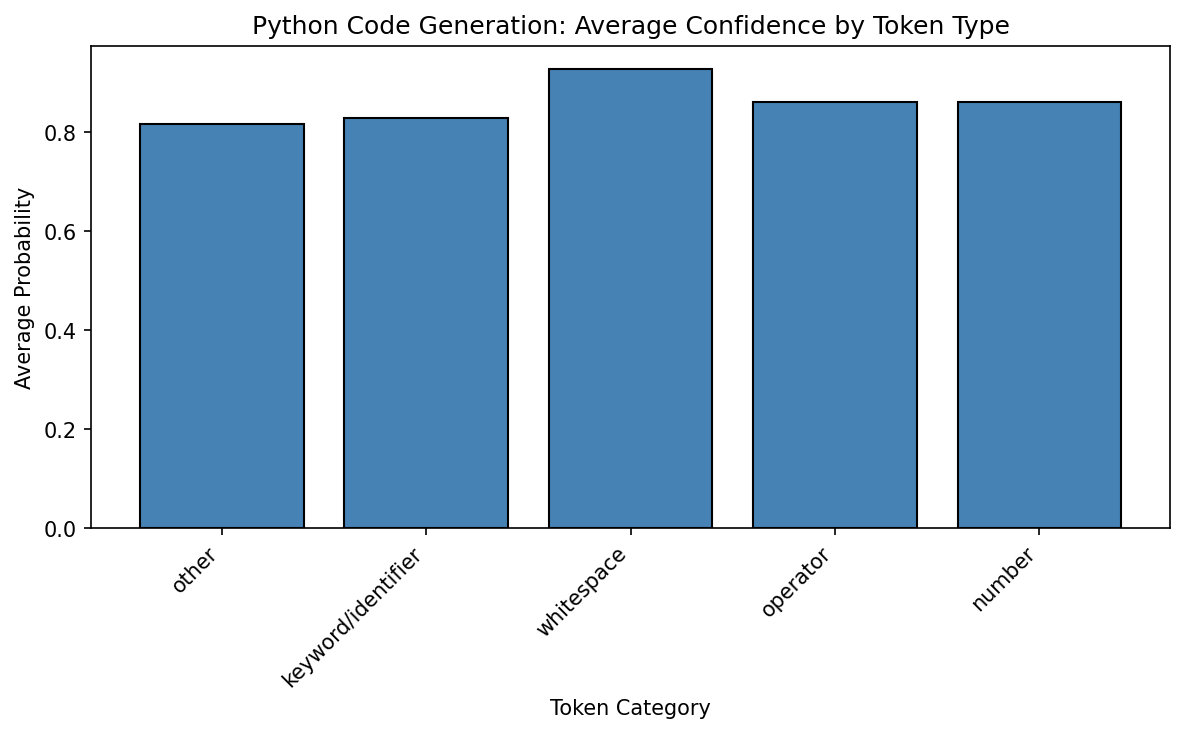 Python Code Generation: Average Confidence by Token Type
Average Probability
0.8
0.6
0.4
0.2
0.0
other
keyword/identifier
whitespace
operator
number
Token Category